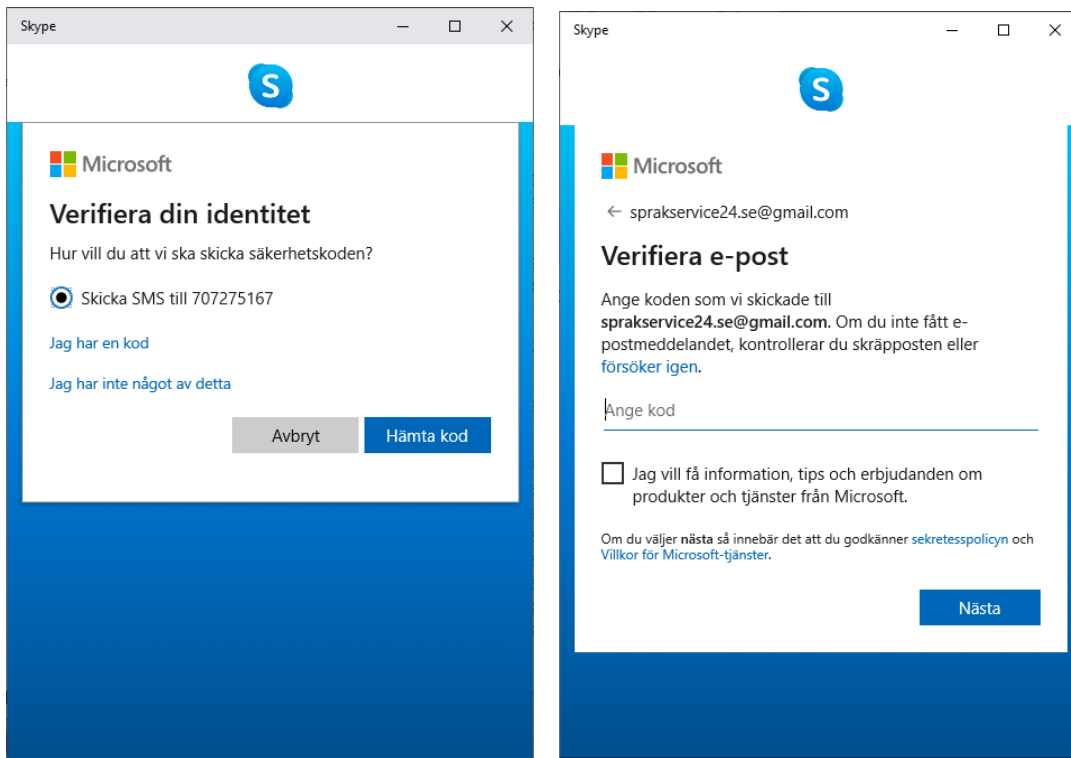 Skype
S
Microsoft
Verifiera din identitet
Hur vill du att vi ska skicka säkerhetskoden?
Skicka SMS till 707275167
Jag har en kod
Jag har inte något av detta
Avbryt
Hämta kod
Skype
S
Microsoft
← sprakservice24.se@gmail.com
Verifiera e-post
Ange koden som vi skickade till
sprakservice24.se@gmail.com. Om du inte fått e-
postmeddelandet, kontrollerar du skräpposten eller
försöker igen.
Ange kod
Jag vill få information, tips och erbjudanden om
produkter och tjänster från Microsoft.
Om du väljer nästa så innebär det att du godkänner sekretesspolicyn och
Villkor för Microsoft-tjänster.
Nästa